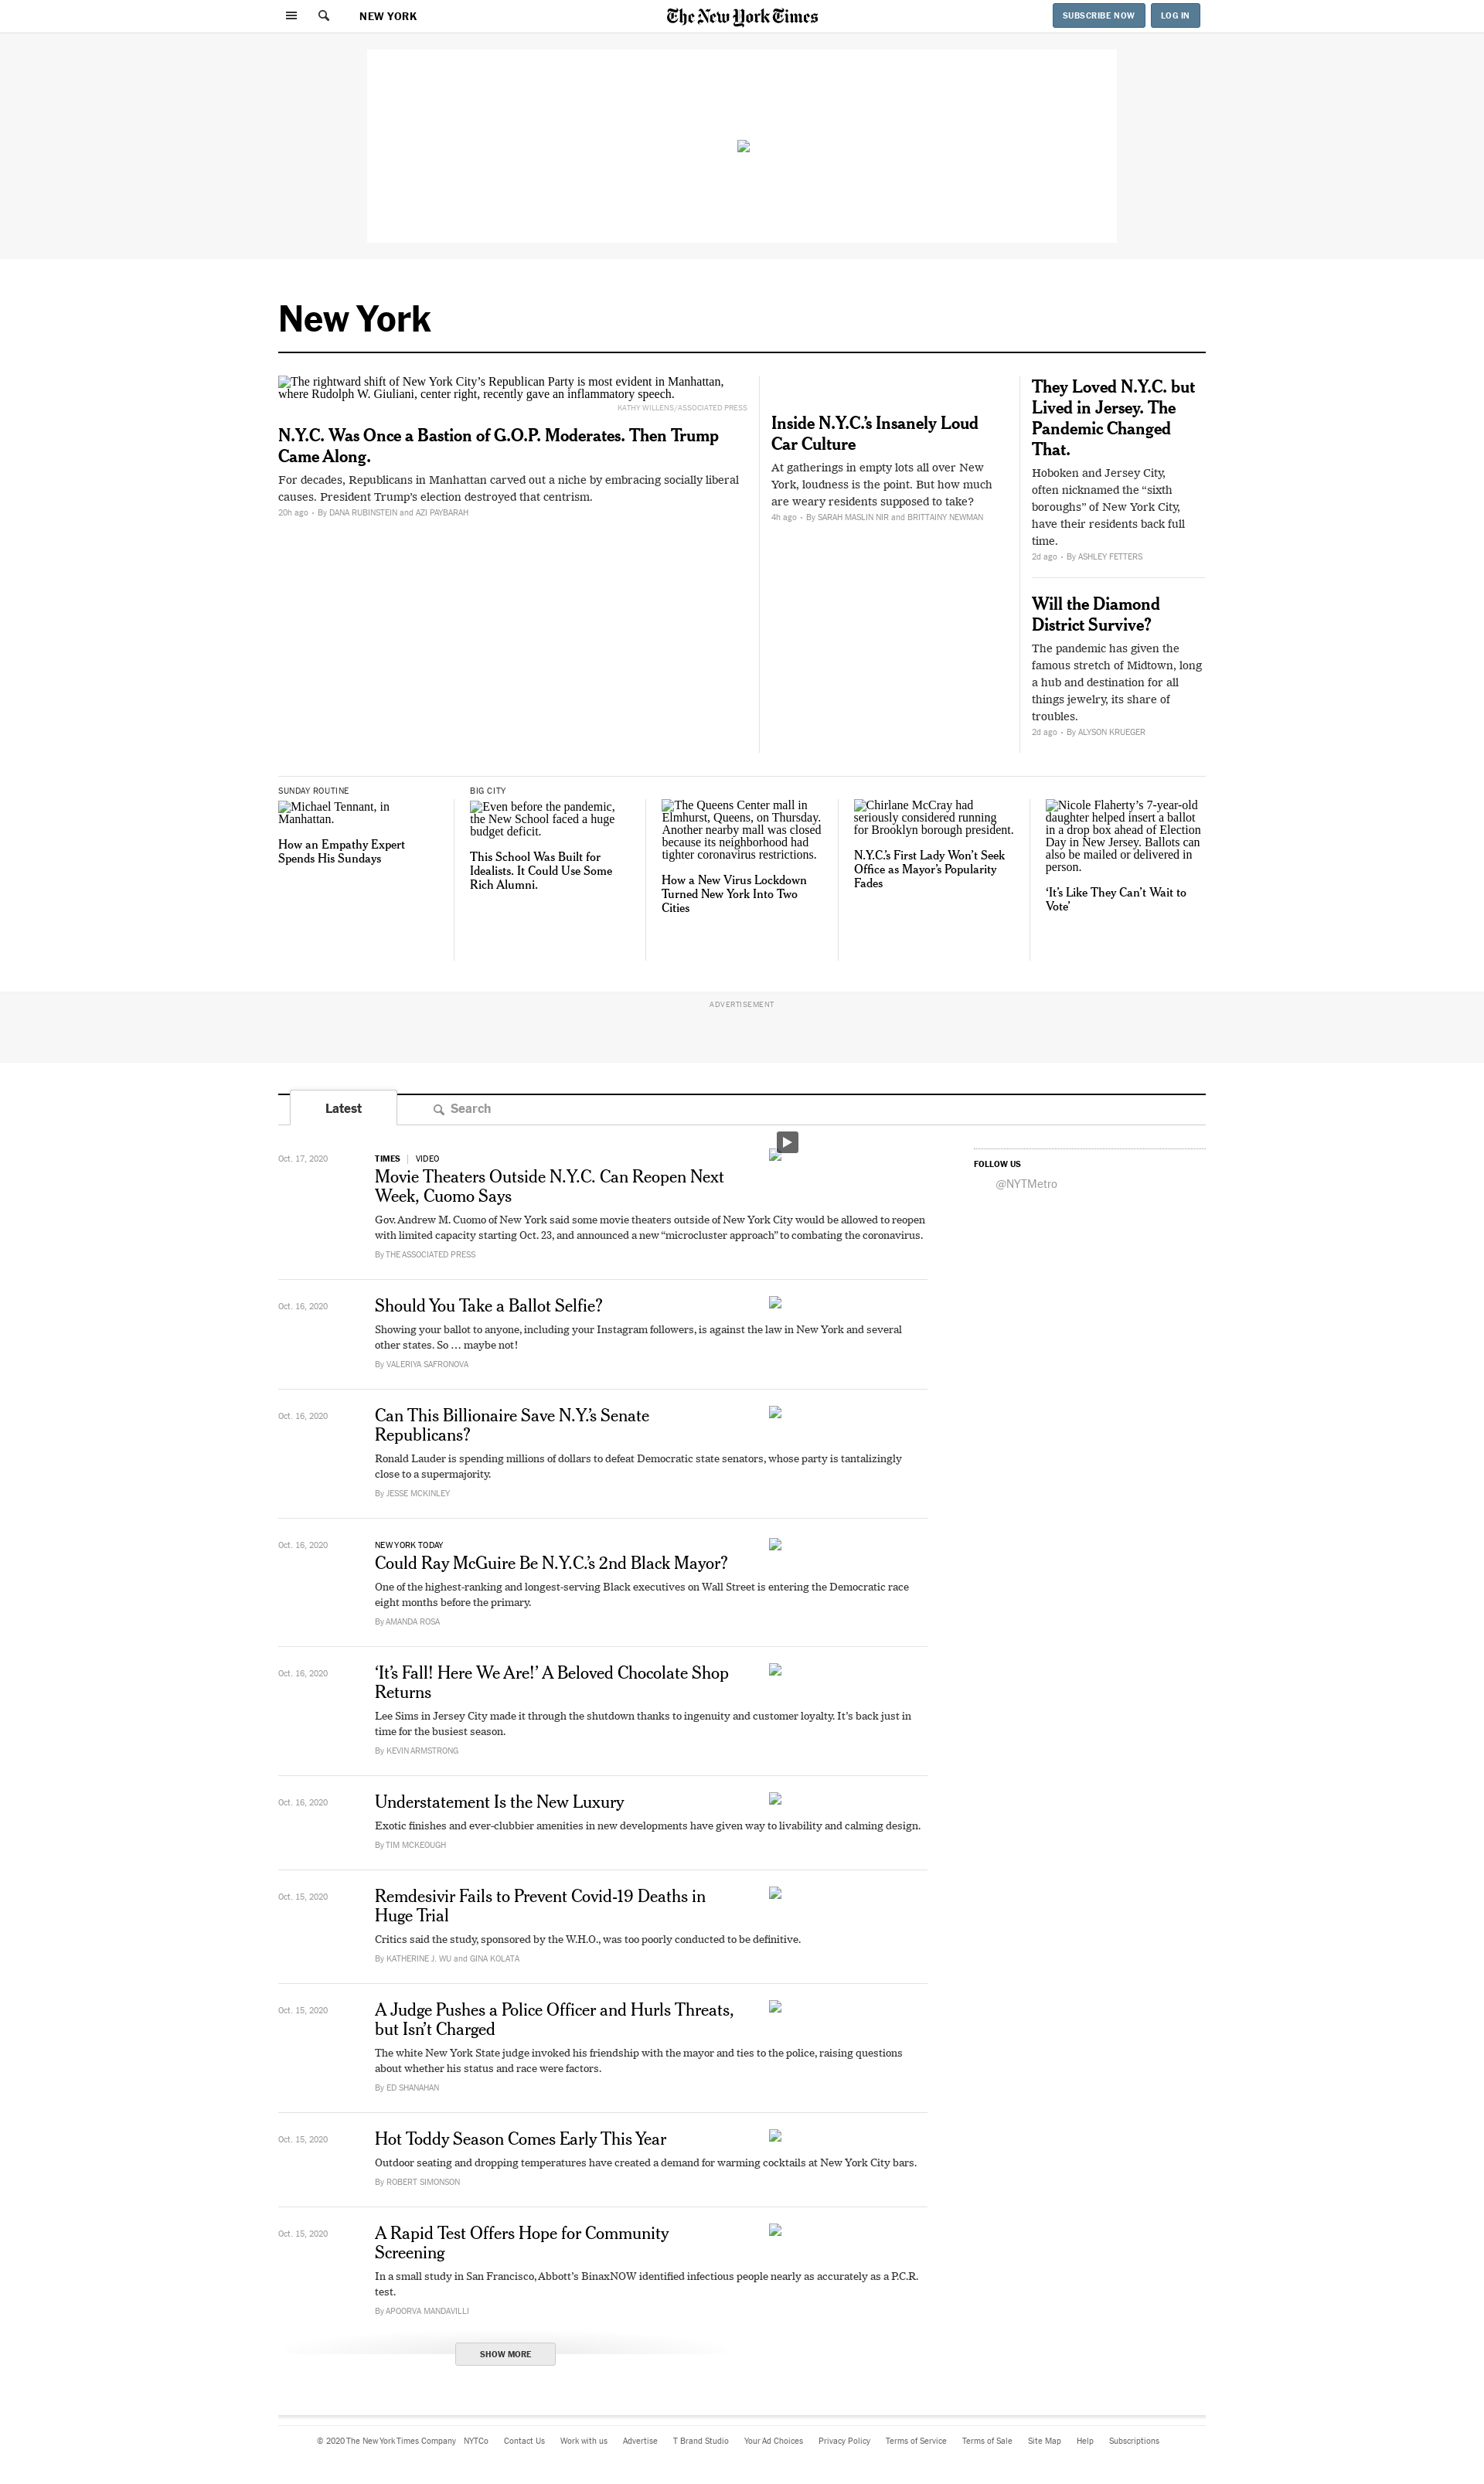 NEW YORK
The New York Times
SUBSCRIBE NOW
LOG IN
New York
The rightward shift of New York City’s Republican Party is most evident in Manhattan,
where Rudolph W. Giuliani, center right, recently gave an inflammatory speech.
KATHY WILLENS/ASSOCIATED PRESS
N.Y.C. Was Once a Bastion of G.O.P. Moderates. Then Trump
Came Along.
For decades, Republicans in Manhattan carved out a niche by embracing socially liberal
causes. President Trump’s election destroyed that centrism.
20h ago • By DANA RUBINSTEIN and AZI PAYBARAH
Inside N.Y.C.’s Insanely Loud
Car Culture
At gatherings in empty lots all over New
York, loudness is the point. But how much
are weary residents supposed to take?
4h ago • By SARAH MASLIN NIR and BRITTAINY NEWMAN
They Loved N.Y.C. but
Lived in Jersey. The
Pandemic Changed
That.
Hoboken and Jersey City,
often nicknamed the “sixth
boroughs” of New York City,
have their residents back full
time.
2d ago • By ASHLEY FETTERS
Will the Diamond
District Survive?
The pandemic has given the
famous stretch of Midtown, long
a hub and destination for all
things jewelry, its share of
troubles.
2d ago • By ALYSON KRUEGER
SUNDAY ROUTINE
Michael Tennant, in
Manhattan.
How an Empathy Expert
Spends His Sundays
BIG CITY
Even before the pandemic,
the New School faced a huge
budget deficit.
This School Was Built for
Idealists. It Could Use Some
Rich Alumni.
The Queens Center mall in
Elmhurst, Queens, on Thursday.
Another nearby mall was closed
because its neighborhood had
tighter coronavirus restrictions.
How a New Virus Lockdown
Turned New York Into Two
Cities
Chirlane McCray had
seriously considered running
for Brooklyn borough president.
N.Y.C.’s First Lady Won’t Seek
Office as Mayor’s Popularity
Fades
Nicole Flaherty’s 7-year-old
daughter helped insert a ballot
in a drop box ahead of Election
Day in New Jersey. Ballots can
also be mailed or delivered in
person.
‘It’s Like They Can’t Wait to
Vote’
ADVERTISEMENT
Latest
Search
Oct. 17, 2020
TIMES | VIDEO
Movie Theaters Outside N.Y.C. Can Reopen Next
Week, Cuomo Says
Gov. Andrew M. Cuomo of New York said some movie theaters outside of New York City would be allowed to reopen
with limited capacity starting Oct. 23, and announced a new “microcluster approach” to combating the coronavirus.
By THE ASSOCIATED PRESS
FOLLOW US
@NYTMetro
Oct. 16, 2020
Should You Take a Ballot Selfie?
Showing your ballot to anyone, including your Instagram followers, is against the law in New York and several
other states. So … maybe not!
By VALERIYA SAFRONOVA
Oct. 16, 2020
Can This Billionaire Save N.Y.’s Senate
Republicans?
Ronald Lauder is spending millions of dollars to defeat Democratic state senators, whose party is tantalizingly
close to a supermajority.
By JESSE MCKINLEY
Oct. 16, 2020
NEW YORK TODAY
Could Ray McGuire Be N.Y.C.’s 2nd Black Mayor?
One of the highest-ranking and longest-serving Black executives on Wall Street is entering the Democratic race
eight months before the primary.
By AMANDA ROSA
Oct. 16, 2020
‘It’s Fall! Here We Are!’ A Beloved Chocolate Shop
Returns
Lee Sims in Jersey City made it through the shutdown thanks to ingenuity and customer loyalty. It’s back just in
time for the busiest season.
By KEVIN ARMSTRONG
Oct. 16, 2020
Understatement Is the New Luxury
Exotic finishes and ever-clubbier amenities in new developments have given way to livability and calming design.
By TIM MCKEOUGH
Oct. 15, 2020
Remdesivir Fails to Prevent Covid-19 Deaths in
Huge Trial
Critics said the study, sponsored by the W.H.O., was too poorly conducted to be definitive.
By KATHERINE J. WU and GINA KOLATA
Oct. 15, 2020
A Judge Pushes a Police Officer and Hurls Threats,
but Isn’t Charged
The white New York State judge invoked his friendship with the mayor and ties to the police, raising questions
about whether his status and race were factors.
By ED SHANAHAN
Oct. 15, 2020
Hot Toddy Season Comes Early This Year
Outdoor seating and dropping temperatures have created a demand for warming cocktails at New York City bars.
By ROBERT SIMONSON
Oct. 15, 2020
A Rapid Test Offers Hope for Community
Screening
In a small study in San Francisco, Abbott’s BinaxNOW identified infectious people nearly as accurately as a P.C.R.
test.
By APOORVA MANDAVILLI
SHOW MORE
© 2020 The New York Times Company NYTCo Contact Us Work with us Advertise T Brand Studio Your Ad Choices Privacy Policy Terms of Service Terms of Sale Site Map Help Subscriptions